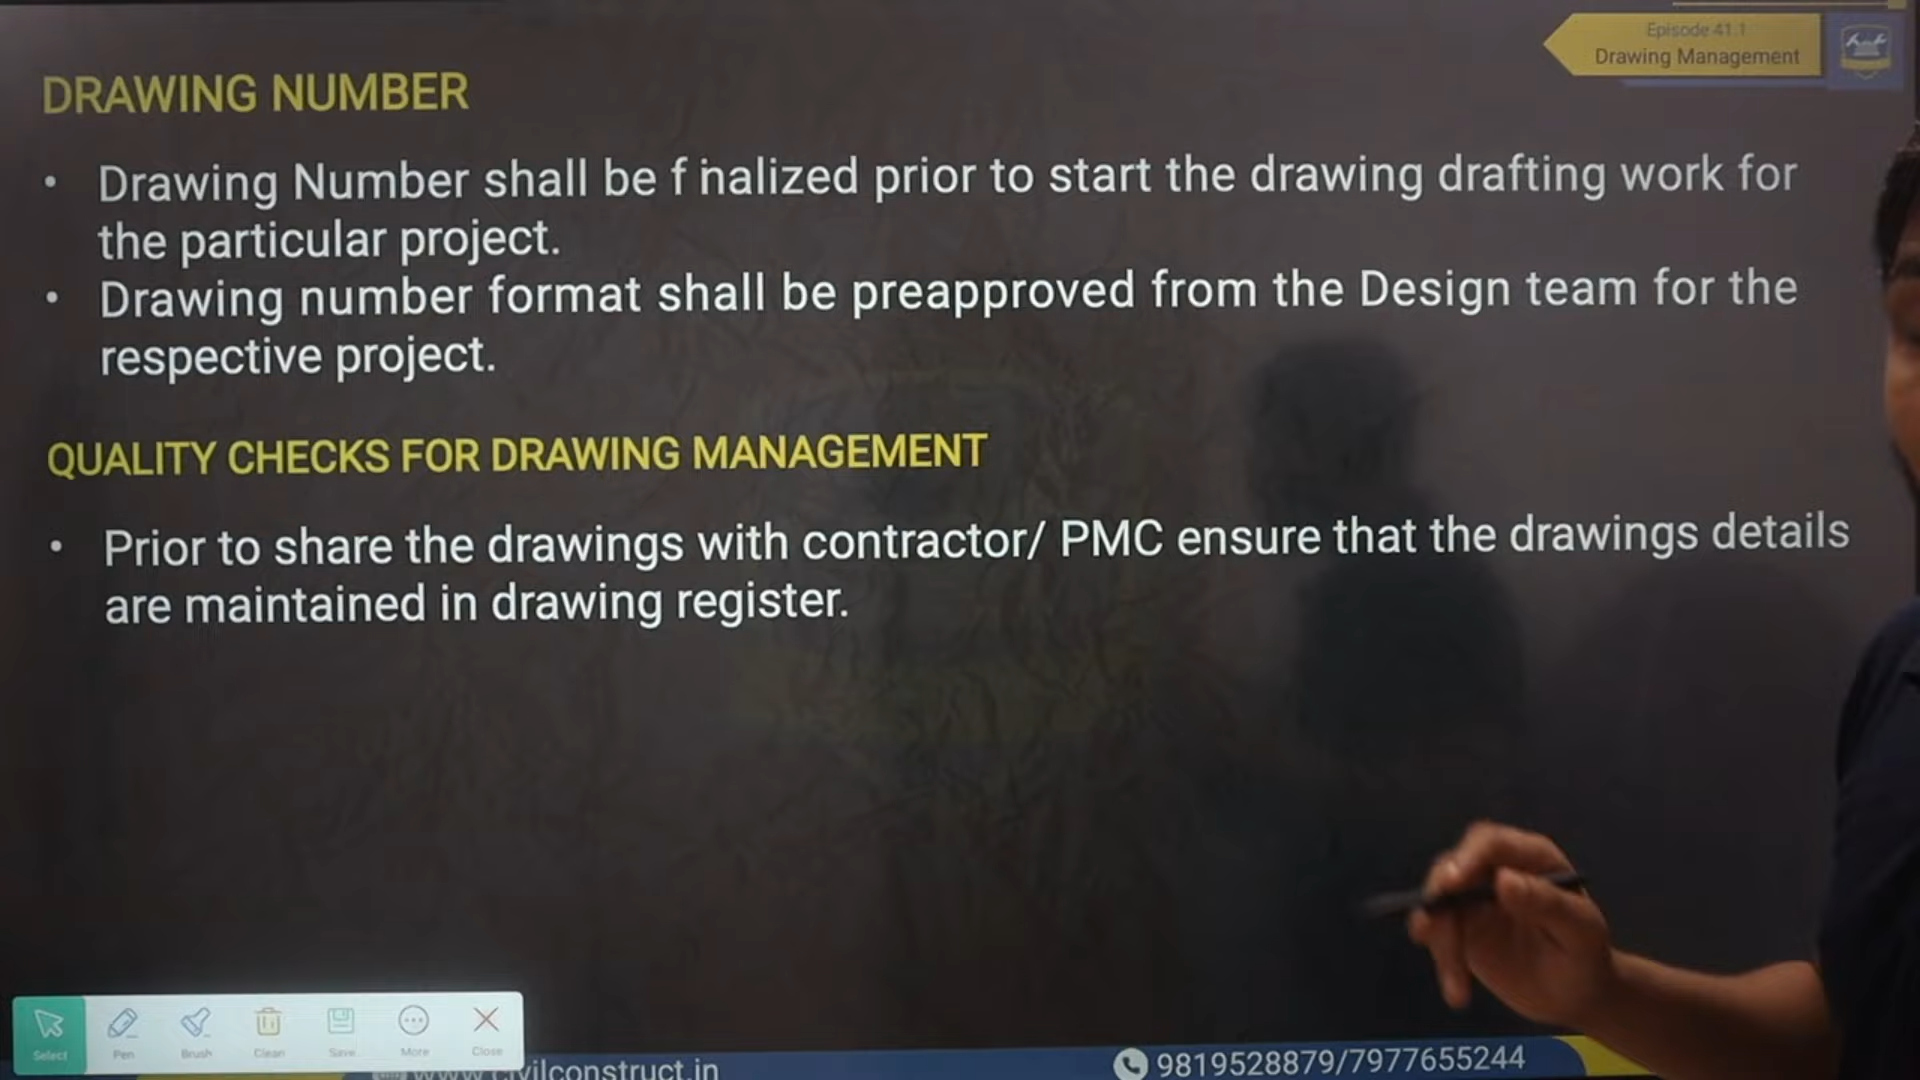 Episode 41.1
Drawing Management
DRAWING NUMBER
• Drawing Number shall be finalized prior to start the drawing drafting work for
the particular project.
• Drawing number format shall be preapproved from the Design team for the
respective project.
QUALITY CHECKS FOR DRAWING MANAGEMENT
• Prior to share the drawings with contractor/ PMC ensure that the drawings details
are maintained in drawing register.
Select Pen Brush Clean Save More Close
www.civilconstruct.in 9819528879/7977655244